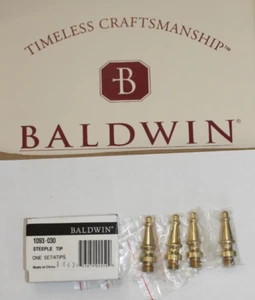 TIMELESS CRAFTSMANSHIP™
B
BALDWIN®
BALDWIN
1093-030
STEEPLE TIP
ONE SET/4TIPS
Made in China